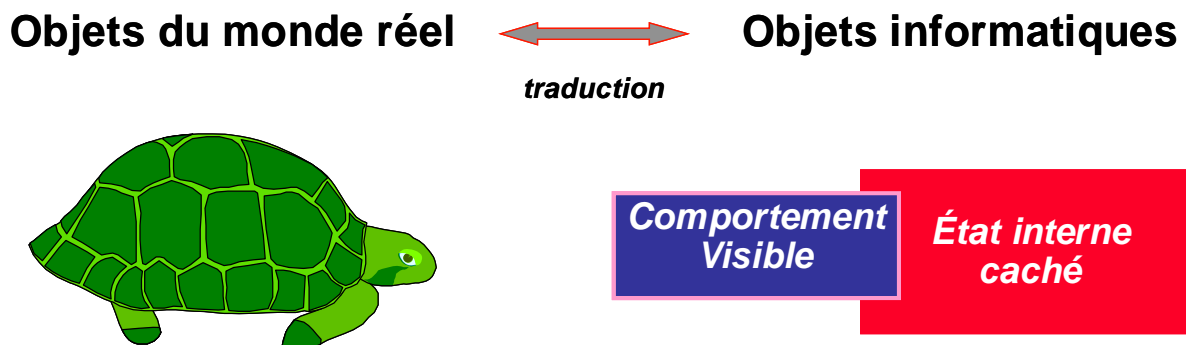 Objets du monde réel
Objets informatiques
traduction
Comportement
Visible
État interne
caché